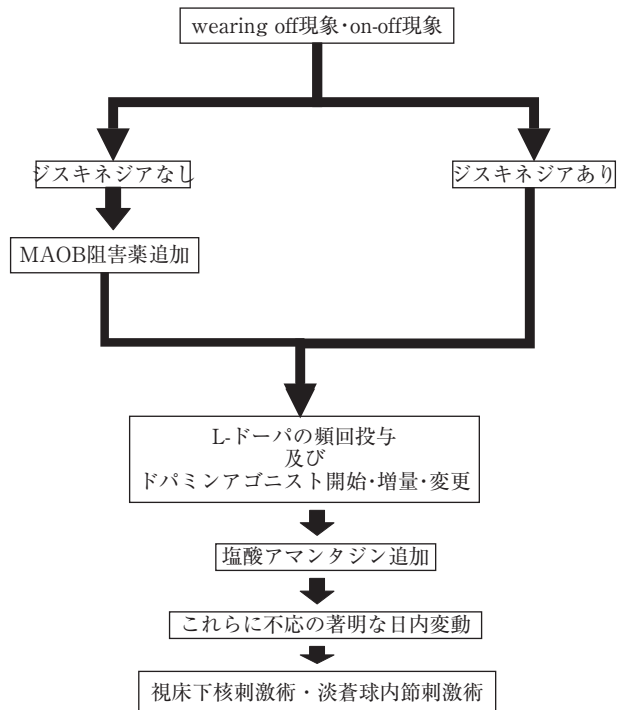 wearing off現象・on-off現象
ジスキネジアなし
ジスキネジアあり
MAOB阻害薬追加
L-ドーパの頻回投与
及び
ドパミンアゴニスト開始・増量・変更
塩酸アマンタジン追加
これらに不応の著明な日内変動
視床下核刺激術・淡蒼球内節刺激術